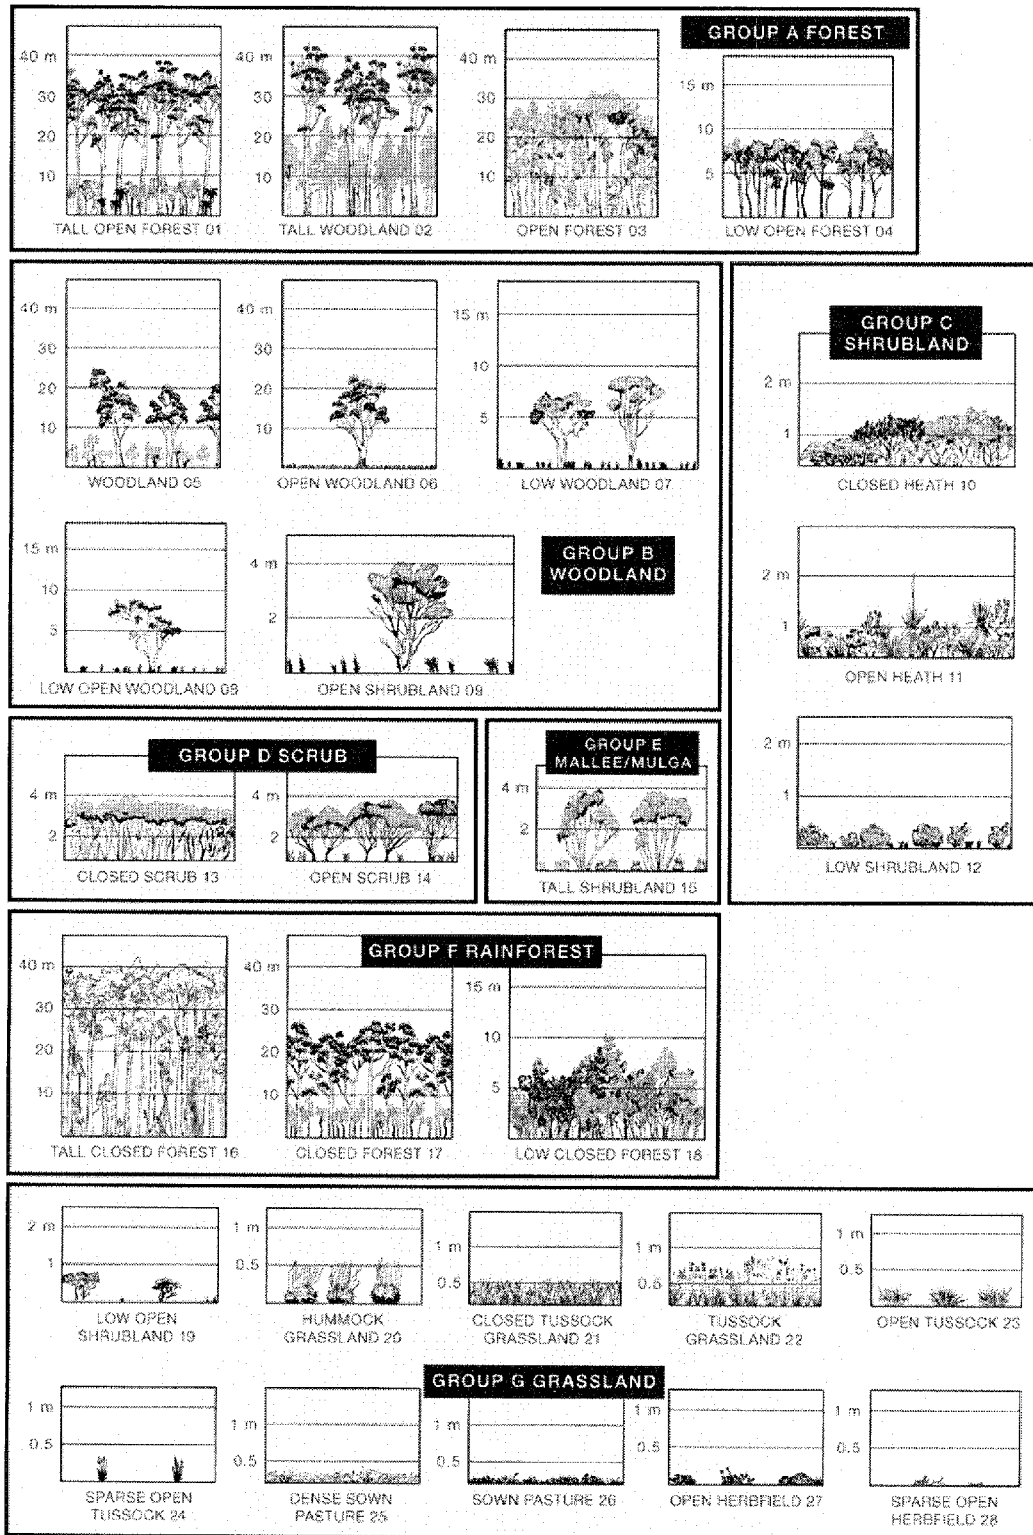 GROUP A FOREST
40 m
30
20
10
TALL OPEN FOREST 01
40 m
30
20
10
TALL WOODLAND 02
40 m
30
20
10
OPEN FOREST 03
15 m
10
5
LOW OPEN FOREST 04
40 m
30
20
10
WOODLAND 05
40 m
30
20
10
OPEN WOODLAND 06
15 m
10
5
LOW WOODLAND 07
15 m
10
5
LOW OPEN WOODLAND 09
4 m
2
OPEN SHRUBLAND 09
GROUP B
WOODLAND
GROUP C
SHRUBLAND
2 m
1
CLOSED HEATH 10
2 m
1
OPEN HEATH 11
2 m
1
LOW SHRUBLAND 12
GROUP D SCRUB
4 m
2
CLOSED SCRUB 13
4 m
2
OPEN SCRUB 14
GROUP E
MALLEE/MULGA
4 m
2
TALL SHRUBLAND 15
GROUP F RAINFOREST
40 m
30
20
10
TALL CLOSED FOREST 16
40 m
30
20
10
CLOSED FOREST 17
15 m
10
5
LOW CLOSED FOREST 18
2 m
1
LOW OPEN
SHRUBLAND 19
1 m
0.5
HUMMOCK
GRASSLAND 20
1 m
0.5
CLOSED TUSSOCK
GRASSLAND 21
1 m
0.5
TUSSOCK
GRASSLAND 22
1 m
0.5
OPEN TUSSOCK 23
GROUP G GRASSLAND
1 m
0.5
SPARSE OPEN
TUSSOCK 24
1 m
0.5
DENSE SOWN
PASTURE 25
1 m
0.5
SOWN PASTURE 26
1 m
0.5
OPEN HERBFIELD 27
1 m
0.5
SPARSE OPEN
HERBFIELD 28